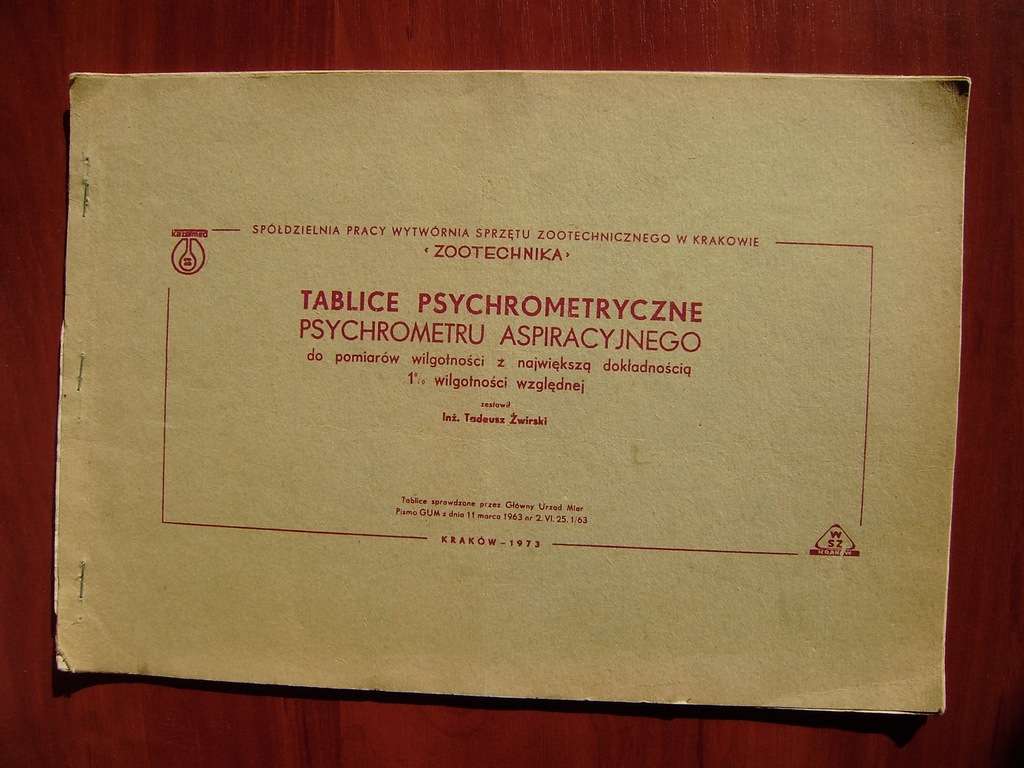 SPÓŁDZIELNIA PRACY WYTWÓRNIA SPRZĘTU ZOOTECHNICZNEGO W KRAKOWIE
‹ ZOOTECHNIKA ›
TABLICE PSYCHROMETRYCZNE
PSYCHROMETRU ASPIRACYJNEGO
do pomiarów wilgotności z największą dokładnością
1% wilgotności względnej
zestawił
Inż. Tadeusz Żwirski
Tablice sprawdzone przez Główny Urząd Miar
Pismo GUM z dnia 11 marca 1963 nr 2. VI. 25. 1/63
KRAKÓW – 1973
W
SZ
KRAKÓW